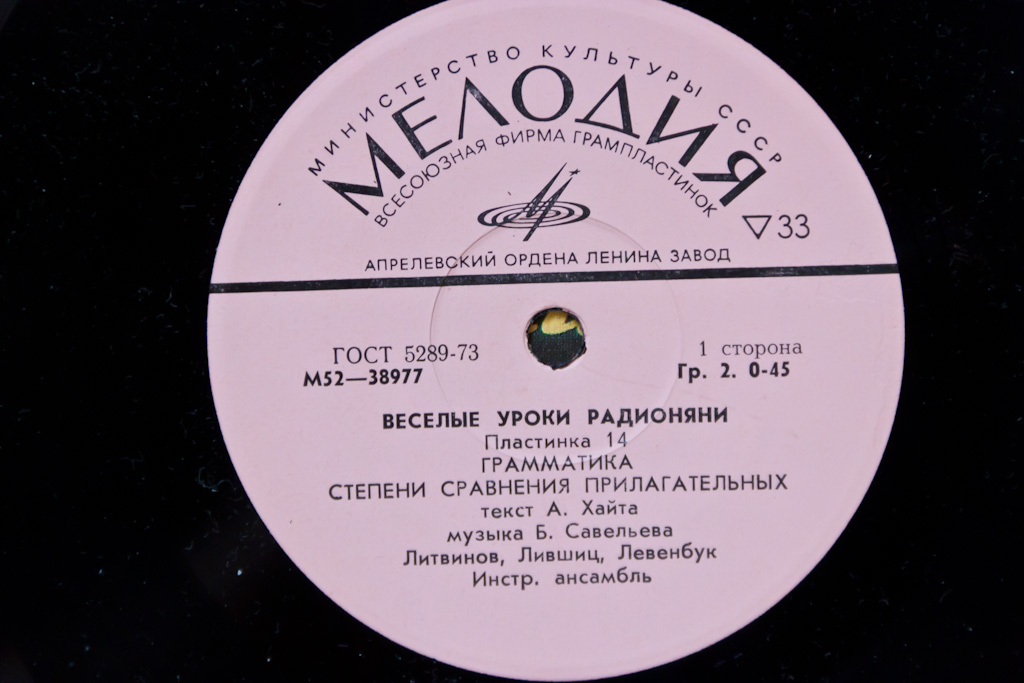 МИНИСТЕРСТВО КУЛЬТУРЫ СССР
МЕЛОДИЯ
ВСЕСОЮЗНАЯ ФИРМА ГРАМПЛАСТИНОК
▽33
АПРЕЛЕВСКИЙ ОРДЕНА ЛЕНИНА ЗАВОД
ГОСТ 5289-73
1 сторона
М52—38977
Гр. 2. 0-45
ВЕСЕЛЫЕ УРОКИ РАДИОНЯНИ
Пластинка 14
ГРАММАТИКА
СТЕПЕНИ СРАВНЕНИЯ ПРИЛАГАТЕЛЬНЫХ
текст А. Хайта
музыка Б. Савельева
Литвинов, Лившиц, Левенбук
Инстр. ансамбль